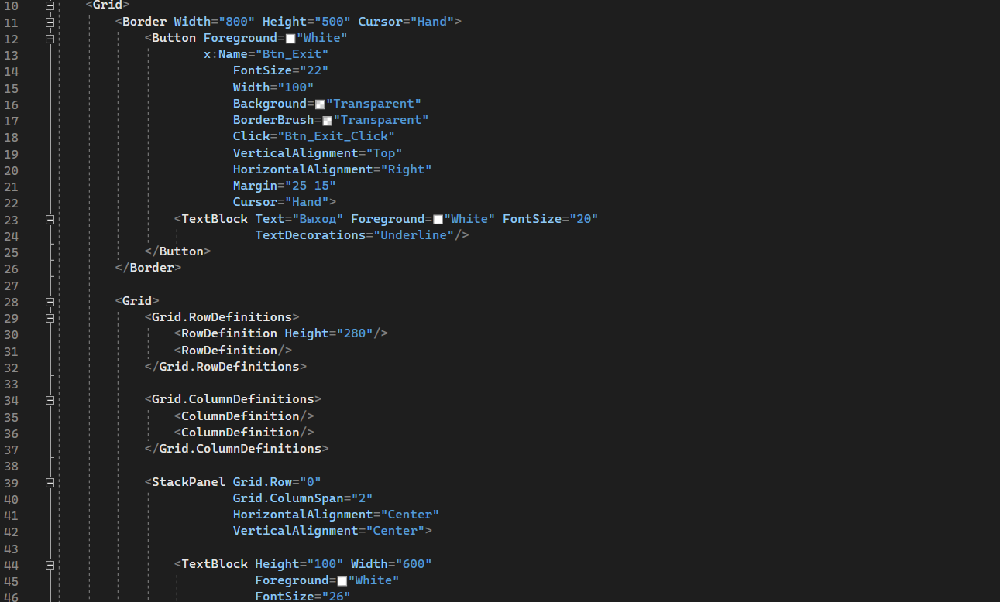 10 <Grid>
11 <Border Width="800" Height="500" Cursor="Hand">
12 <Button Foreground="White"
13 x:Name="Btn_Exit"
14 FontSize="22"
15 Width="100"
16 Background="Transparent"
17 BorderBrush="Transparent"
18 Click="Btn_Exit_Click"
19 VerticalAlignment="Top"
20 HorizontalAlignment="Right"
21 Margin="25 15"
22 Cursor="Hand">
23 <TextBlock Text="Выход" Foreground="White" FontSize="20"
24 TextDecorations="Underline"/>
25 </Button>
26 </Border>
27
28 <Grid>
29 <Grid.RowDefinitions>
30 <RowDefinition Height="280"/>
31 <RowDefinition/>
32 </Grid.RowDefinitions>
33
34 <Grid.ColumnDefinitions>
35 <ColumnDefinition/>
36 <ColumnDefinition/>
37 </Grid.ColumnDefinitions>
38
39 <StackPanel Grid.Row="0"
40 Grid.ColumnSpan="2"
41 HorizontalAlignment="Center"
42 VerticalAlignment="Center">
43
44 <TextBlock Height="100" Width="600"
45 Foreground="White"
46 FontSize="26"